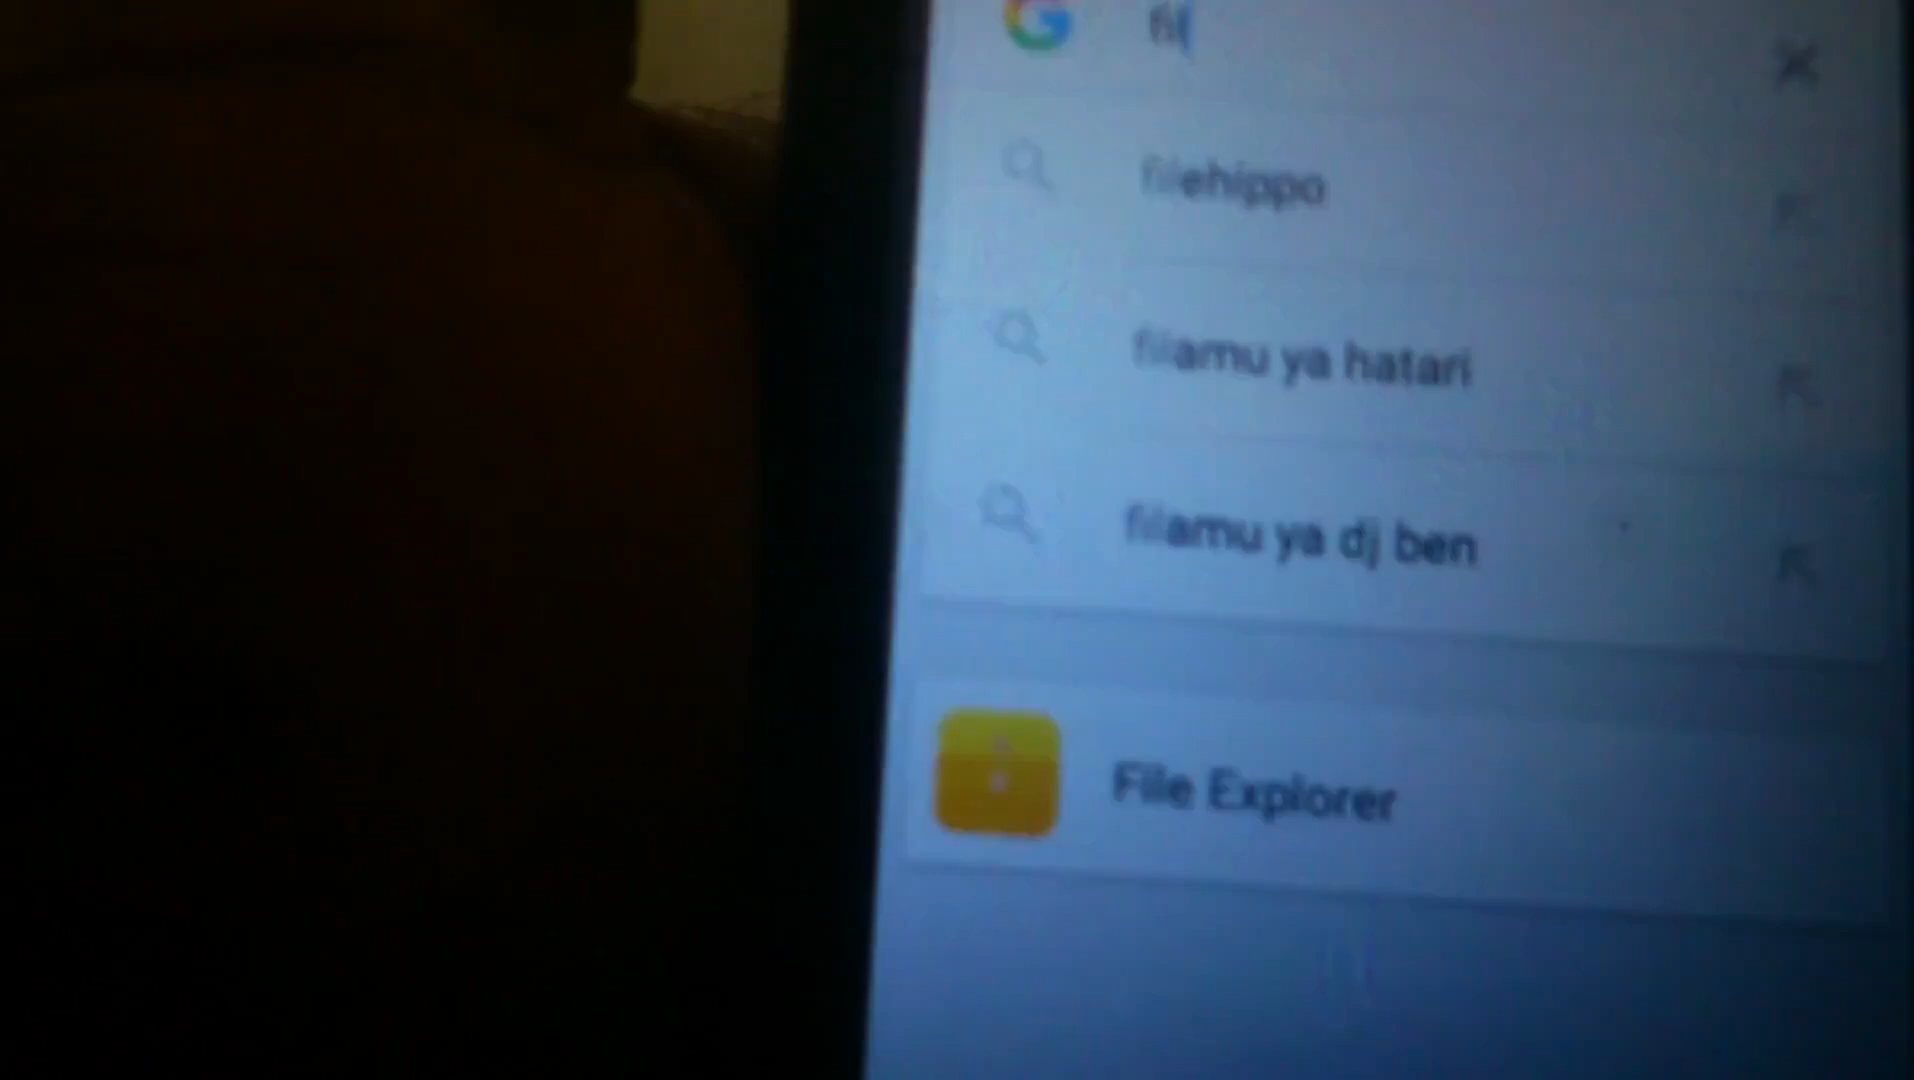 fil
filehippo
filamu ya hatari
filamu ya dj ben
File Explorer